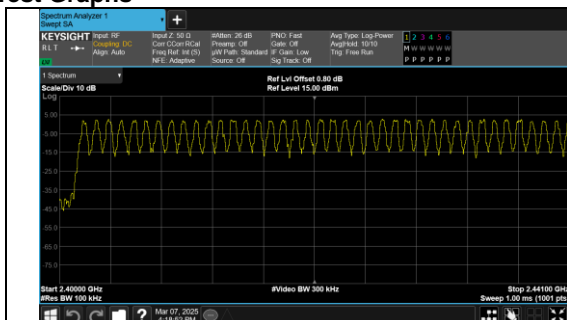 Spectrum Analyzer 1
Swept SA
KEYSIGHT Input: RF Input Z: 50 Ω #Atten: 26 dB PNO: Fast Avg Type: Log-Power 1 2 3 4 5 6
R L T Coupling: DC Corr CCorr RCal Preamp: Off Gate: Off Avg|Hold: 10/10 M W W W W W
Align: Auto Freq Ref: Int (S) µW Path: Standard IF Gain: Low Trig: Free Run P P P P P P
NFE: Adaptive Source: Off Sig Track: Off
1 Spectrum
Ref Lvl Offset 0.80 dB
Scale/Div 10 dB Ref Level 15.00 dBm
Log
5.00
-5.00
-15.0
-25.0
-35.0
-45.0
-55.0
-65.0
-75.0
Start 2.40000 GHz #Video BW 300 kHz Stop 2.44100 GHz
#Res BW 100 kHz Sweep 1.00 ms (1001 pts)
? Mar 07, 2025